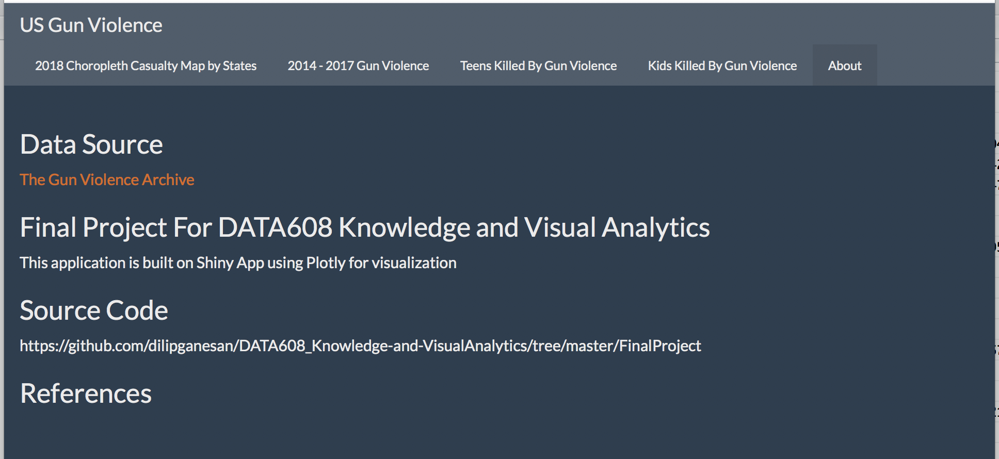 US Gun Violence
2018 Choropleth Casualty Map by States 2014 - 2017 Gun Violence Teens Killed By Gun Violence Kids Killed By Gun Violence About
Data Source
The Gun Violence Archive
Final Project For DATA608 Knowledge and Visual Analytics
This application is built on Shiny App using Plotly for visualization
Source Code
https://github.com/dilipganesan/DATA608_Knowledge-and-VisualAnalytics/tree/master/FinalProject
References